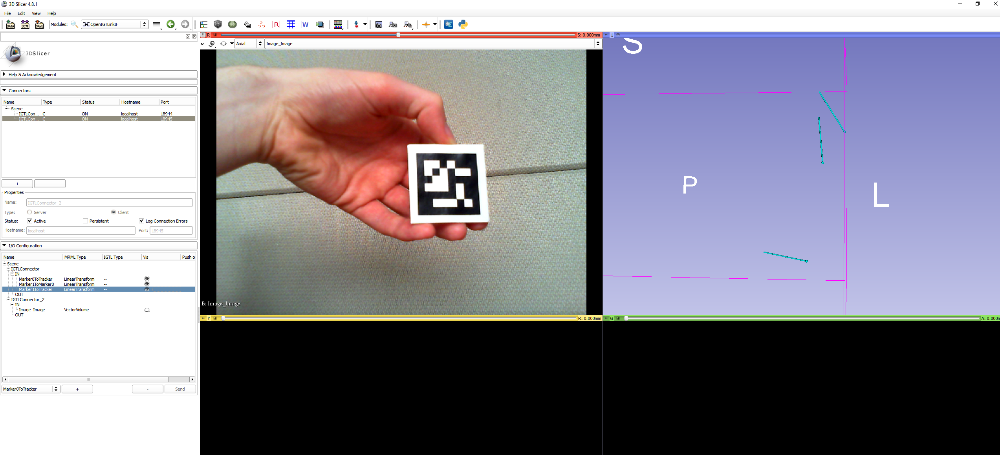 3D Slicer 4.8.1
File Edit View Help
DATA DCM SAVE Modules: OpenIGTLinkIF R W
R S: 0.000mm
Axial Image_Image
1
3DSlicer
Help & Acknowledgement
Connectors
Name Type Status Hostname Port
Scene
IGTLCon... C ON localhost 18944
IGTLCon... C ON localhost 18945
+ -
Properties
Name: IGTLConnector_2
Type: Server Client
Status: Active Persistent Log Connection Errors
Hostname: localhost Port: 18945
I/O Configuration
Name MRML Type IGTL Type Vis Push o
Scene
IGTLConnector
IN
Marker0ToTracker LinearTransform --
Marker1ToMarker0 LinearTransform --
Marker1ToTracker LinearTransform --
OUT
IGTLConnector_2
IN
Image_Image VectorVolume --
OUT
Marker0ToTracker + - Send
B: Image_Image
S
P
L
Y R: 0.000mm
G A: 0.000m